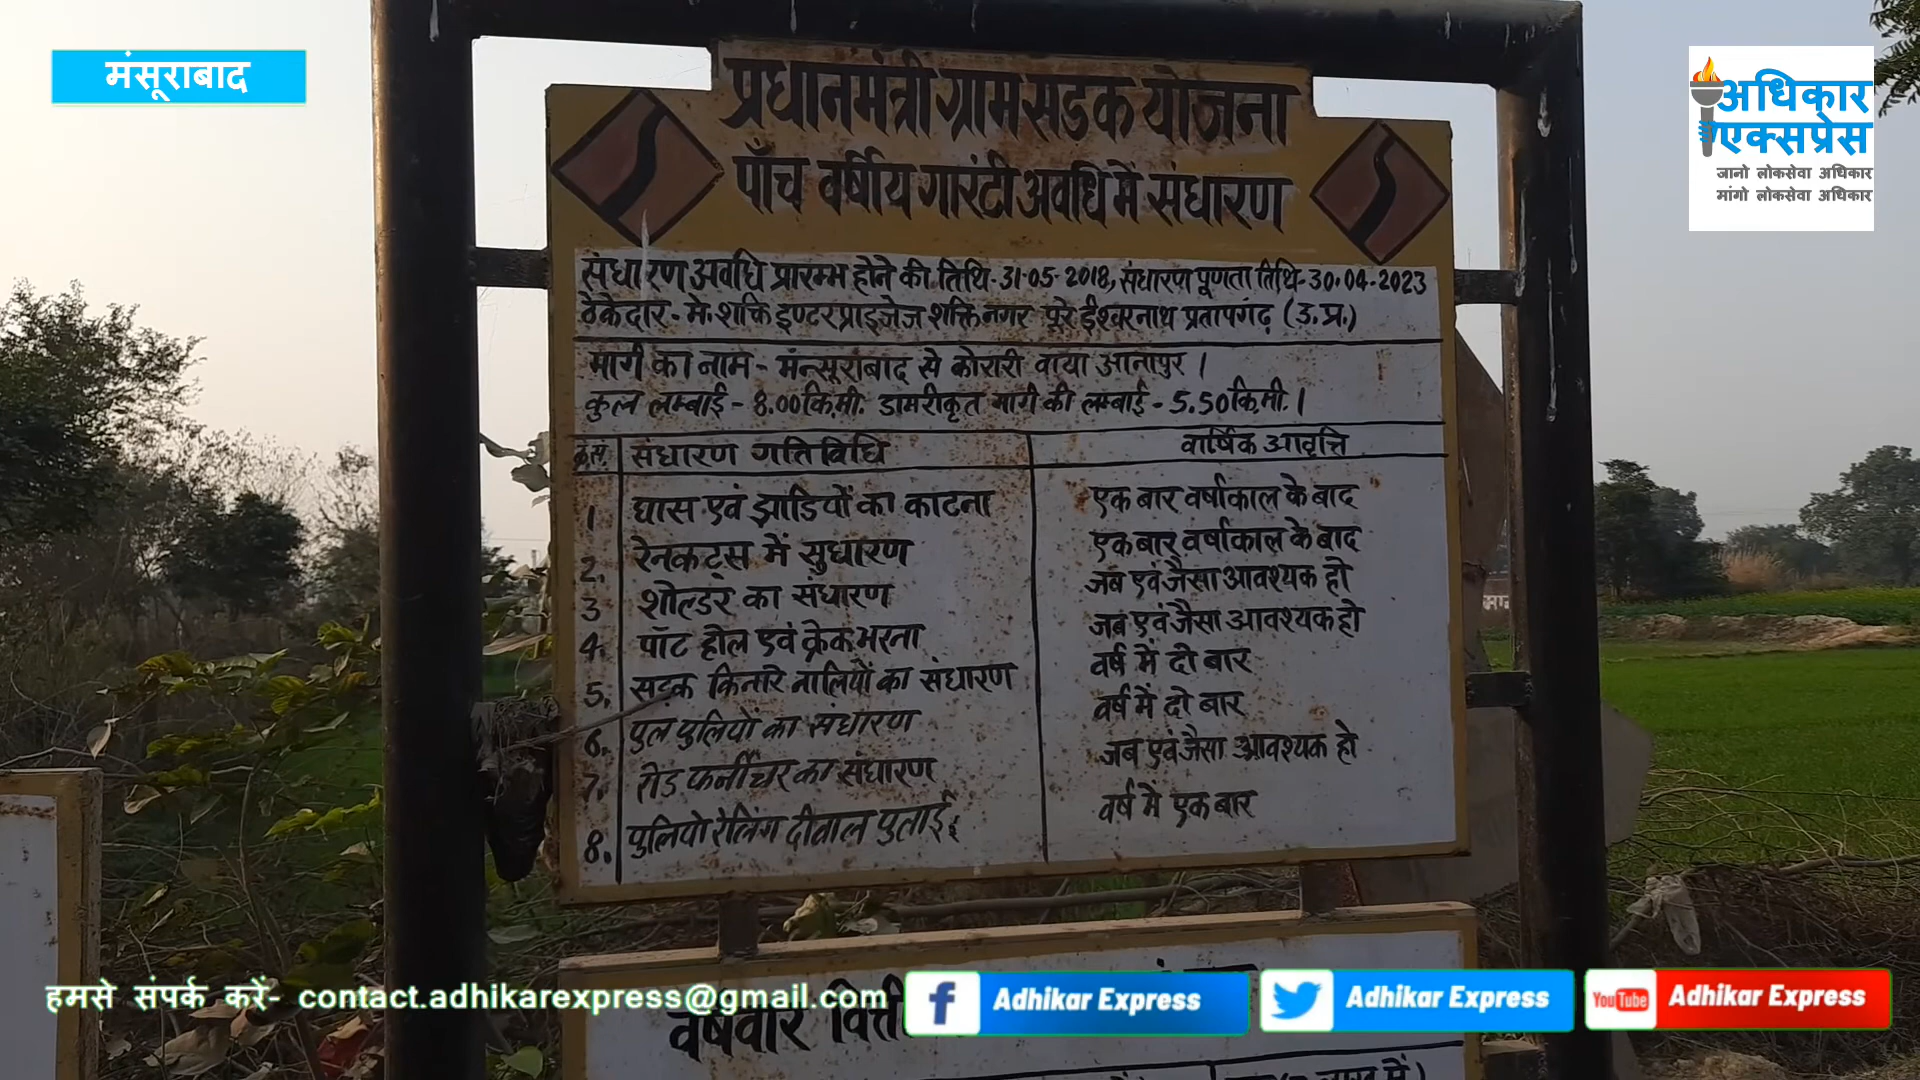 मंसूराबाद
अधिकार
एक्सप्रेस
जानो लोकसेवा अधिकार
मांगो लोकसेवा अधिकार
प्रधानमंत्री ग्राम सड़क योजना
पाँच वर्षीय गारंटी अवधि में संधारण
संधारण अवधि प्रारम्भ होने की तिथि-31-05-2018, संधारण पूणता तिथि-30.04-2023
ठेकेदार-मे. शक्ति इण्टरप्राइजेज शक्तिनगर पूरे ईश्वरनाथ प्रतापगढ़ (उ.प्र.)
मार्ग का नाम - मन्सूराबाद से कोरारी वाया आनापुर।
कुल लम्बाई - 8.00 कि.मी. डामरीकृत मार्ग की लम्बाई - 5.50 कि.मी.।
क्र.सं. संधारण गतिविधि वार्षिक आवृत्ति
1 घास एवं झाडियों का काटना एक बार वर्षाकाल के बाद
2. रेनकट्स में सुधारण एक बार वर्षाकाल के बाद
3 शोल्डर का संधारण जब एवं जैसा आवश्यक हो
4. पॉट होल एवं क्रेक भरना जब एवं जैसा आवश्यक हो
5. सड़क किनारे नालियों का संधारण वर्ष में दो बार
6. पुल पुलियों का संधारण वर्ष में दो बार
7. रोड फर्नीचर का संधारण जब एवं जैसा आवश्यक हो
8. पुलियो रेलिंग दीवाल पुताई वर्ष मे एक बार
हमसे संपर्क करें- contact.adhikarexpress@gmail.com
Adhikar Express
Adhikar Express
YouTube Adhikar Express
वर्षवार
लाख में)